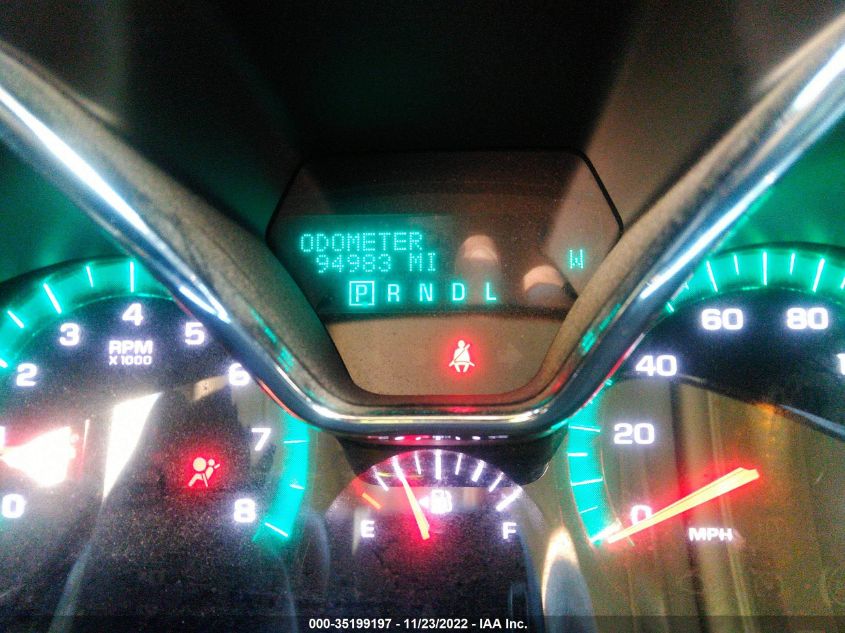 ODOMETER
94983 MI
W
P R N D L
0 1 2 3 4 5 6 7 8
RPM
X1000
E F
0 20 40 60 80
MPH
000-35199197 - 11/23/2022 - IAA Inc.